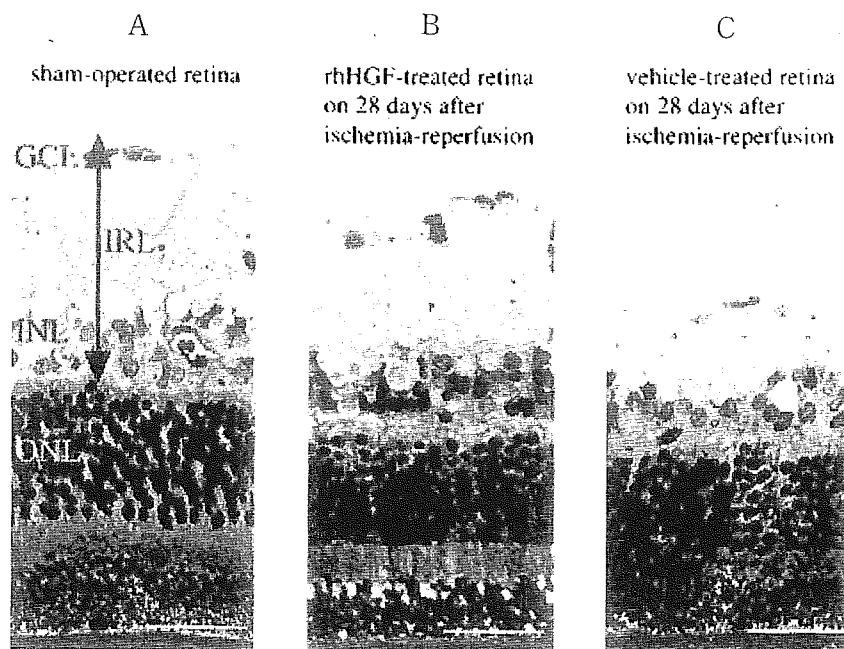 A
sham-operated retina
B
rhHGF-treated retina
on 28 days after
ischemia-reperfusion
C
vehicle-treated retina
on 28 days after
ischemia-reperfusion
GCL
IRL
INL
ONL